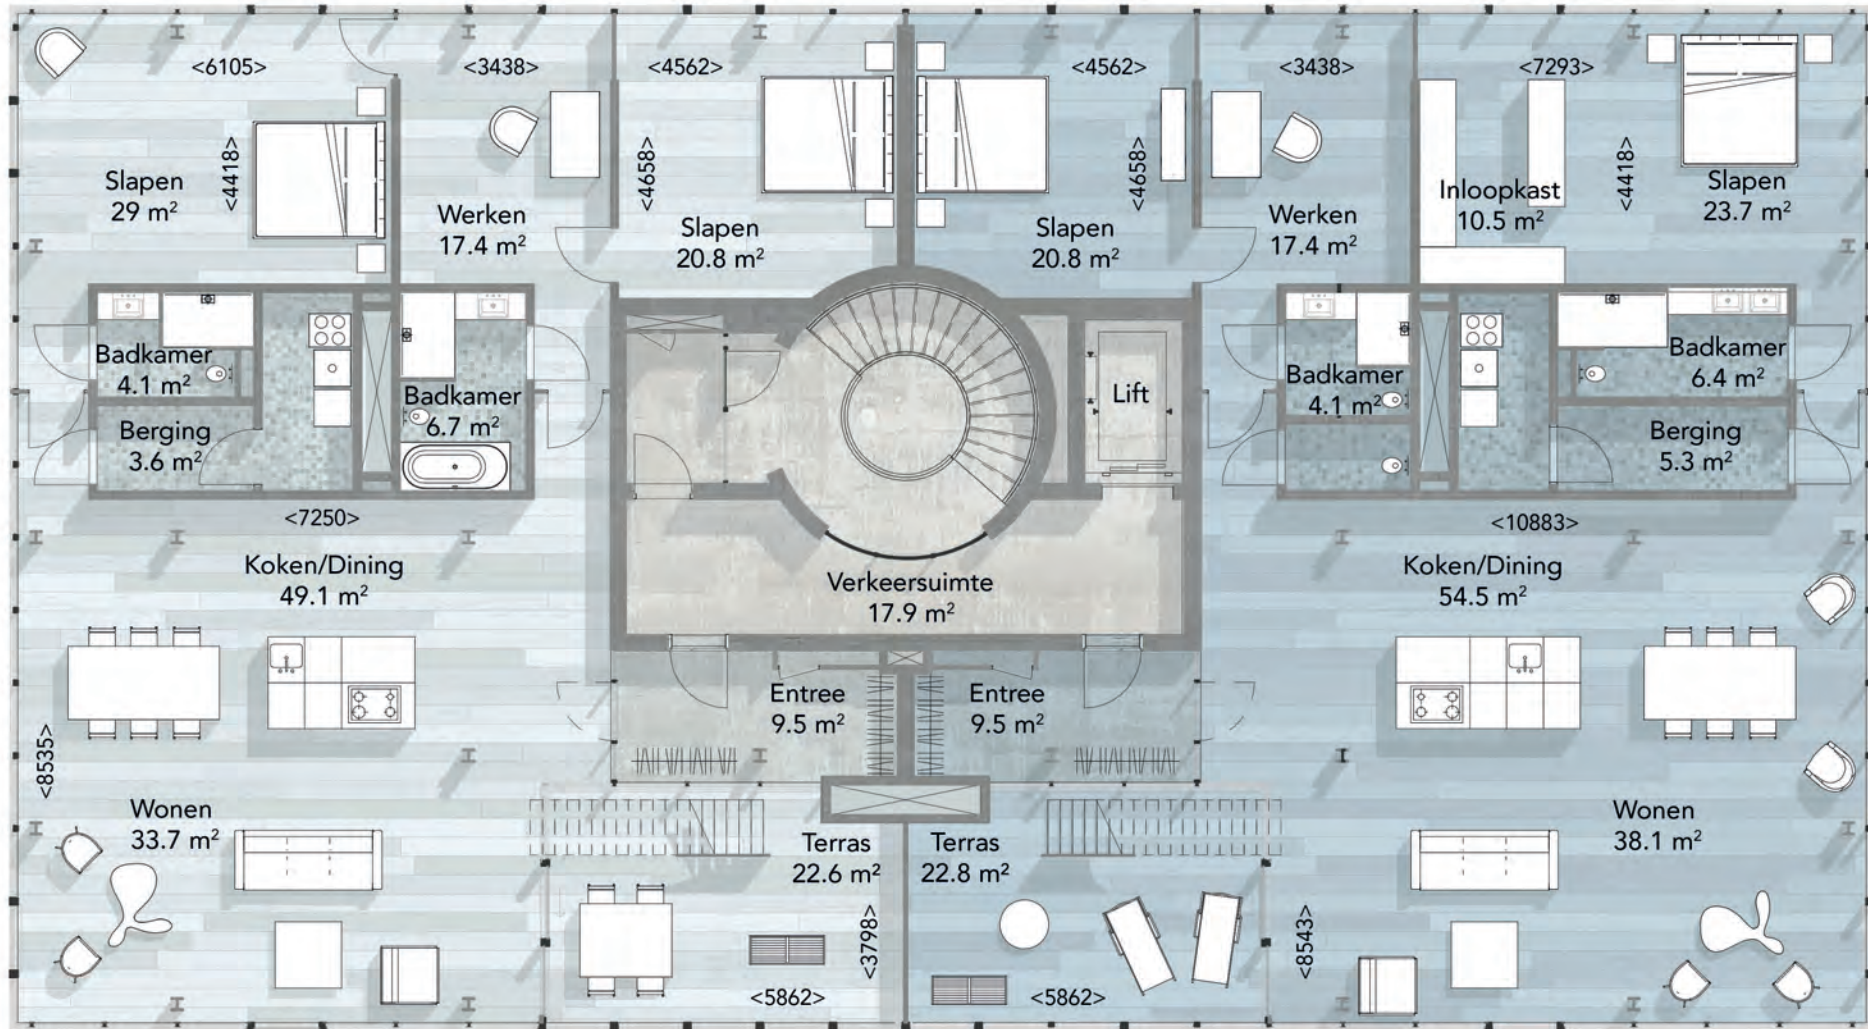 <6105>
<3438>
<4562>
<4562>
<3438>
<7293>
<4418>
<4658>
<4658>
<4418>
Slapen
29 m²
Werken
17.4 m²
Slapen
20.8 m²
Slapen
20.8 m²
Werken
17.4 m²
Inloopkast
10.5 m²
Slapen
23.7 m²
Badkamer
4.1 m²
Badkamer
6.7 m²
Berging
3.6 m²
Lift
Badkamer
4.1 m²
Badkamer
6.4 m²
Berging
5.3 m²
<7250>
<10883>
Koken/Dining
49.1 m²
Verkeersuimte
17.9 m²
Koken/Dining
54.5 m²
Entree
9.5 m²
Entree
9.5 m²
<8535>
Wonen
33.7 m²
Terras
22.6 m²
Terras
22.8 m²
Wonen
38.1 m²
<3798>
<8543>
<5862>
<5862>